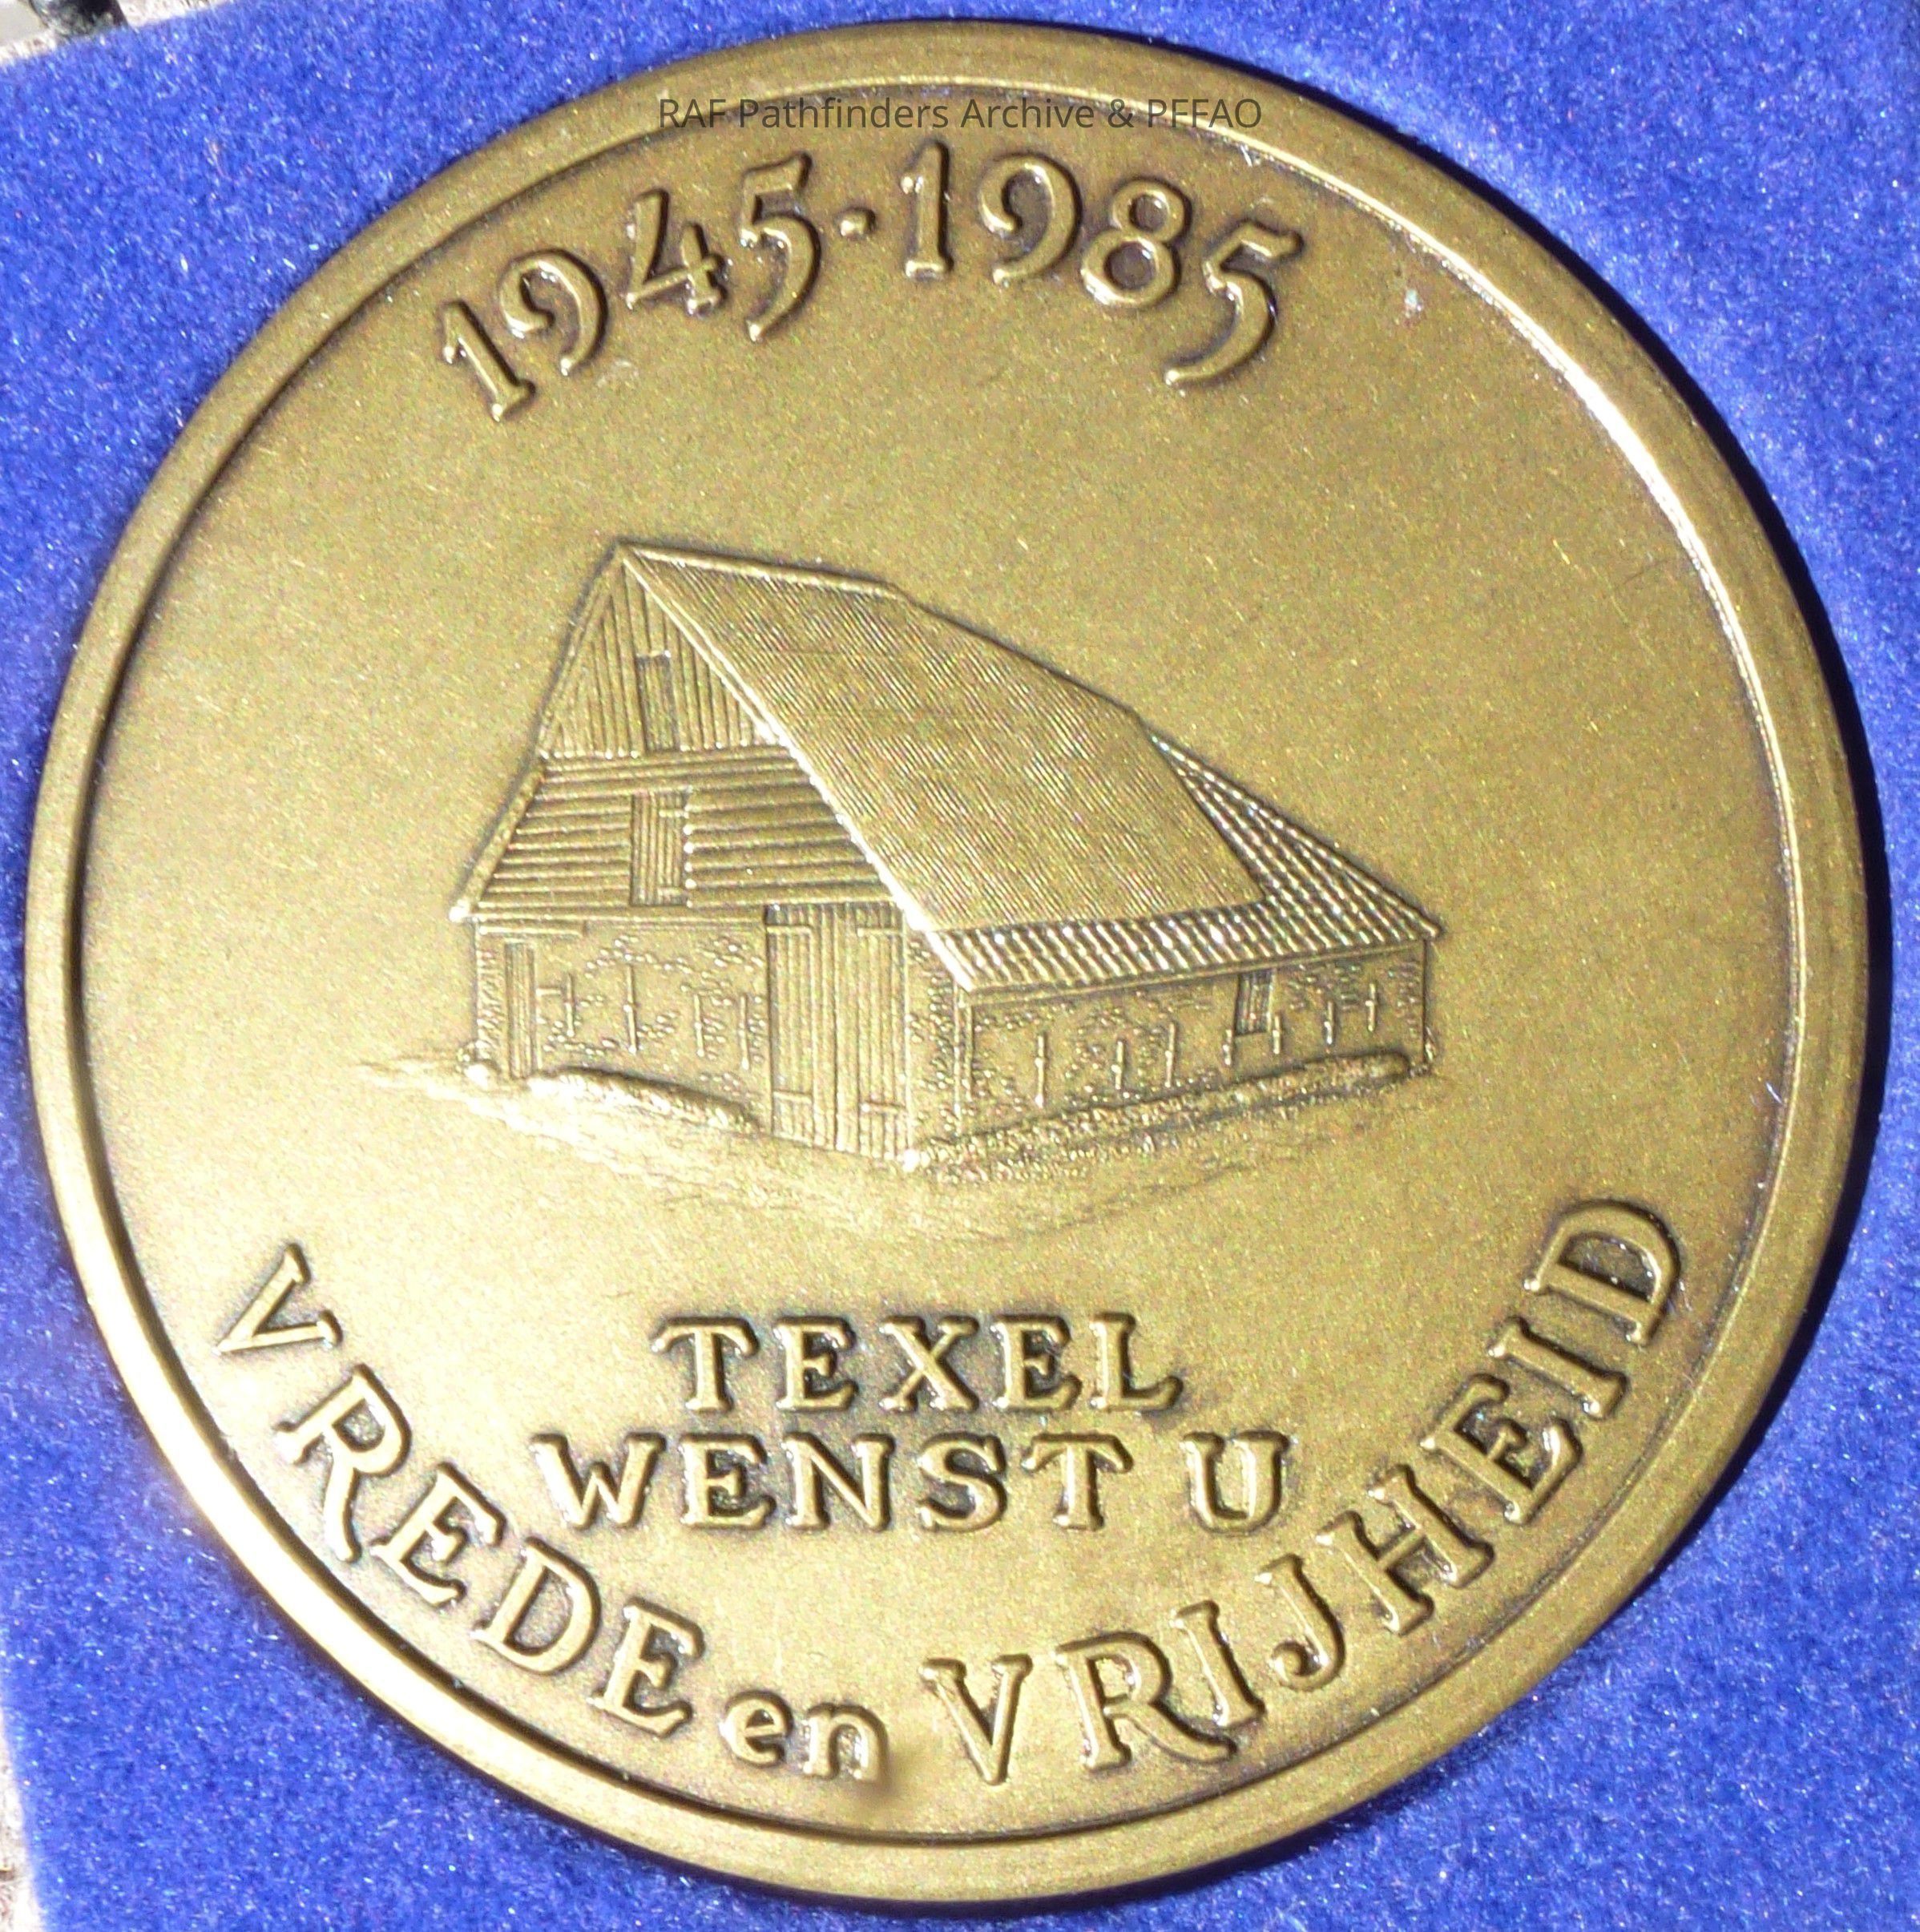 RAF Pathfinders Archive & PFFAO
1945·1985
TEXEL
WENST U
VREDE en VRIJHEID